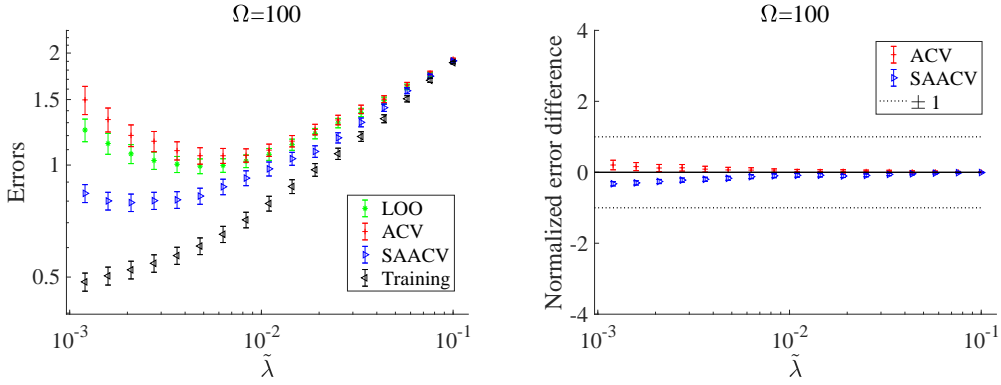 Ω=100
Errors
2
1.5
1
0.5
10⁻³
10⁻²
10⁻¹
λ̃
LOO
ACV
SAACV
Training
Ω=100
Normalized error difference
4
2
0
-2
-4
10⁻³
10⁻²
10⁻¹
λ̃
ACV
SAACV
± 1